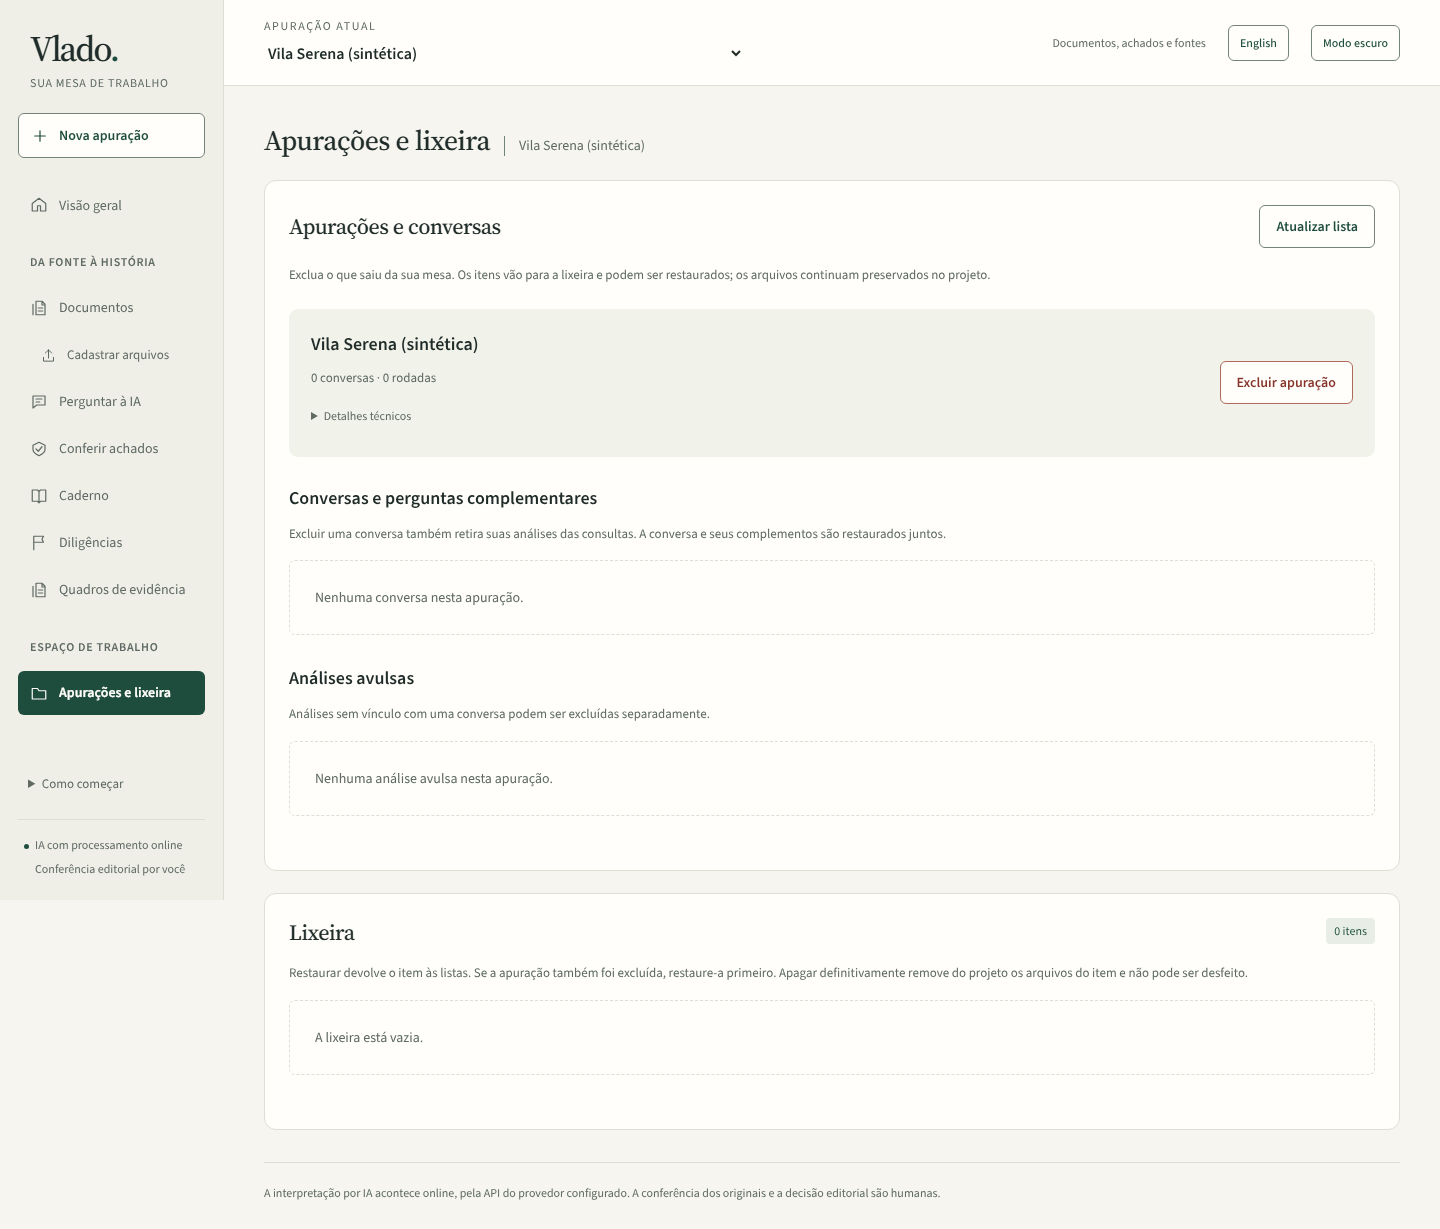 Vlado.
SUA MESA DE TRABALHO
Nova apuração
Visão geral
DA FONTE À HISTÓRIA
Documentos
Cadastrar arquivos
Perguntar à IA
Conferir achados
Caderno
Diligências
Quadros de evidência
ESPAÇO DE TRABALHO
Apurações e lixeira
Como começar
IA com processamento online
Conferência editorial por você
APURAÇÃO ATUAL
Vila Serena (sintética)
Documentos, achados e fontes
English
Modo escuro
Apurações e lixeira
Vila Serena (sintética)
Apurações e conversas
Atualizar lista
Exclua o que saiu da sua mesa. Os itens vão para a lixeira e podem ser restaurados; os arquivos continuam preservados no projeto.
Vila Serena (sintética)
0 conversas · 0 rodadas
Detalhes técnicos
Excluir apuração
Conversas e perguntas complementares
Excluir uma conversa também retira suas análises das consultas. A conversa e seus complementos são restaurados juntos.
Nenhuma conversa nesta apuração.
Análises avulsas
Análises sem vínculo com uma conversa podem ser excluídas separadamente.
Nenhuma análise avulsa nesta apuração.
Lixeira
0 itens
Restaurar devolve o item às listas. Se a apuração também foi excluída, restaure-a primeiro. Apagar definitivamente remove do projeto os arquivos do item e não pode ser desfeito.
A lixeira está vazia.
A interpretação por IA acontece online, pela API do provedor configurado. A conferência dos originais e a decisão editorial são humanas.